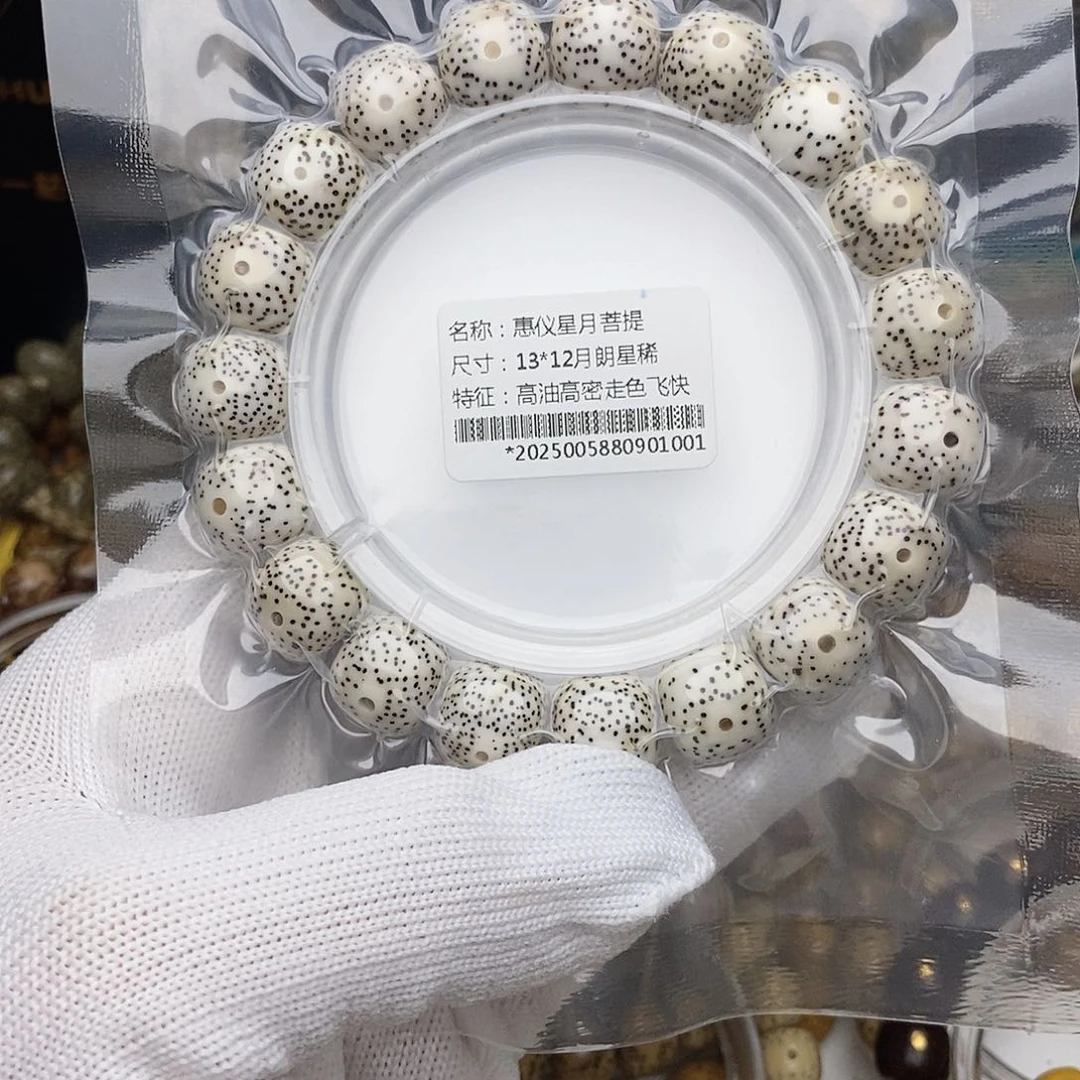 名称：惠仪星月菩提
尺寸：13*12月朗星稀
特征：高油高密走色飞快
*2025005880901001